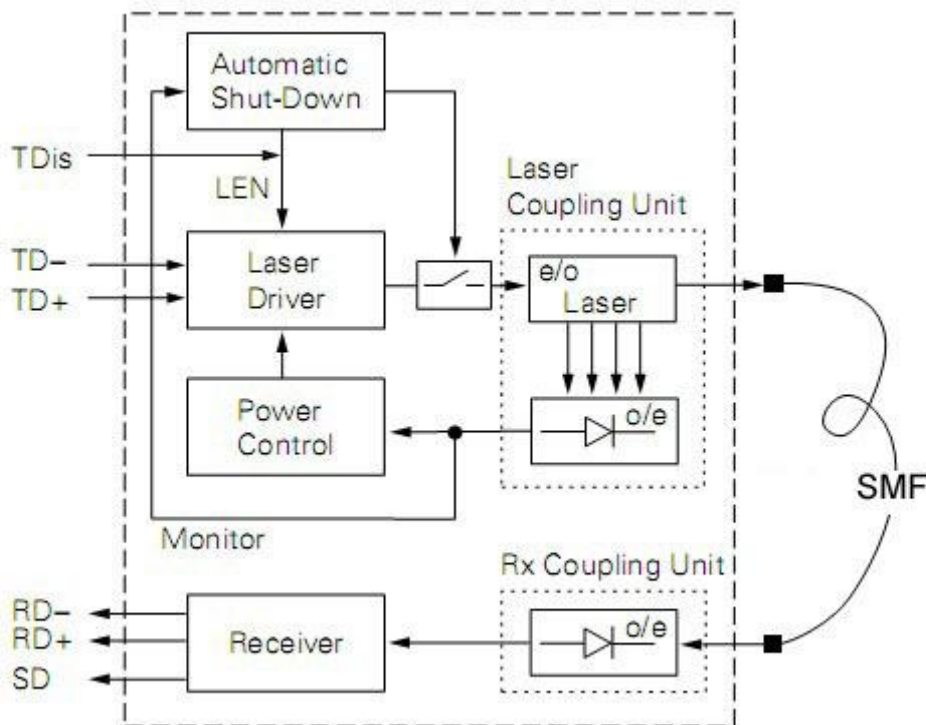 Automatic
Shut-Down
TDis
LEN
Laser
Coupling Unit
TD−
TD+
Laser
Driver
e/o
Laser
Power
Control
o/e
SMF
Monitor
Rx Coupling Unit
RD−
RD+
SD
Receiver
o/e